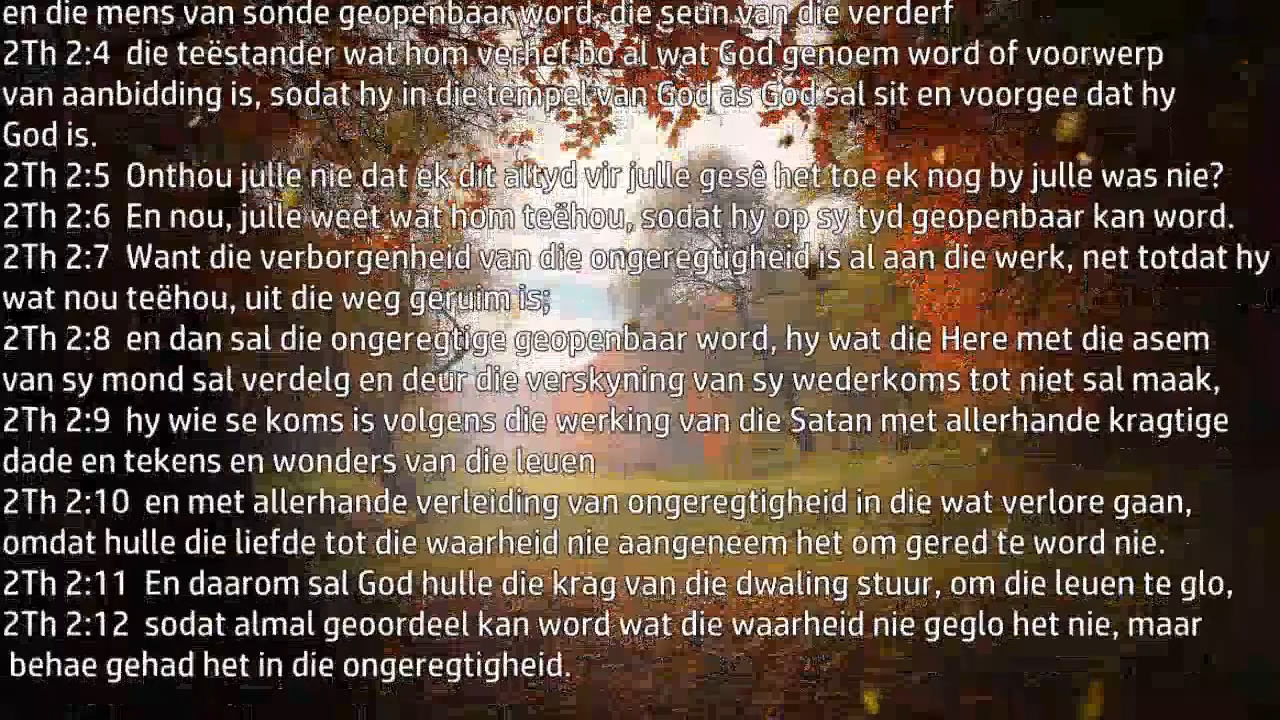 en die mens van sonde geopenbaar word, die seun van die verderf
2Th 2:4  die teëstander wat hom verhef bo al wat God genoem word of voorwerp
van aanbidding is, sodat hy in die tempel van God as God sal sit en voorgee dat hy
God is.
2Th 2:5  Onthou julle nie dat ek dit altyd vir julle gesê het toe ek nog by julle was nie?
2Th 2:6  En nou, julle weet wat hom teëhou, sodat hy op sy tyd geopenbaar kan word.
2Th 2:7  Want die verborgenheid van die ongeregtigheid is al aan die werk, net totdat hy
wat nou teëhou, uit die weg geruim is;
2Th 2:8  en dan sal die ongeregtige geopenbaar word, hy wat die Here met die asem
van sy mond sal verdelg en deur die verskyning van sy wederkoms tot niet sal maak,
2Th 2:9  hy wie se koms is volgens die werking van die Satan met allerhande kragtige
dade en tekens en wonders van die leuen
2Th 2:10  en met allerhande verleiding van ongeregtigheid in die wat verlore gaan,
omdat hulle die liefde tot die waarheid nie aangeneem het om gered te word nie.
2Th 2:11  En daarom sal God hulle die krag van die dwaling stuur, om die leuen te glo,
2Th 2:12  sodat almal geoordeel kan word wat die waarheid nie geglo het nie, maar
behae gehad het in die ongeregtigheid.